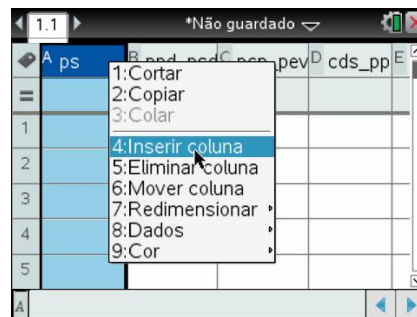 1.1 *Não guardado
A ps B ppd_psd C pcp_pev D cds_pp E
=
1:Cortar
2:Copiar
3:Colar
4:Inserir coluna
5:Eliminar coluna
6:Mover coluna
7:Redimensionar
8:Dados
9:Cor
1
2
3
4
5
A